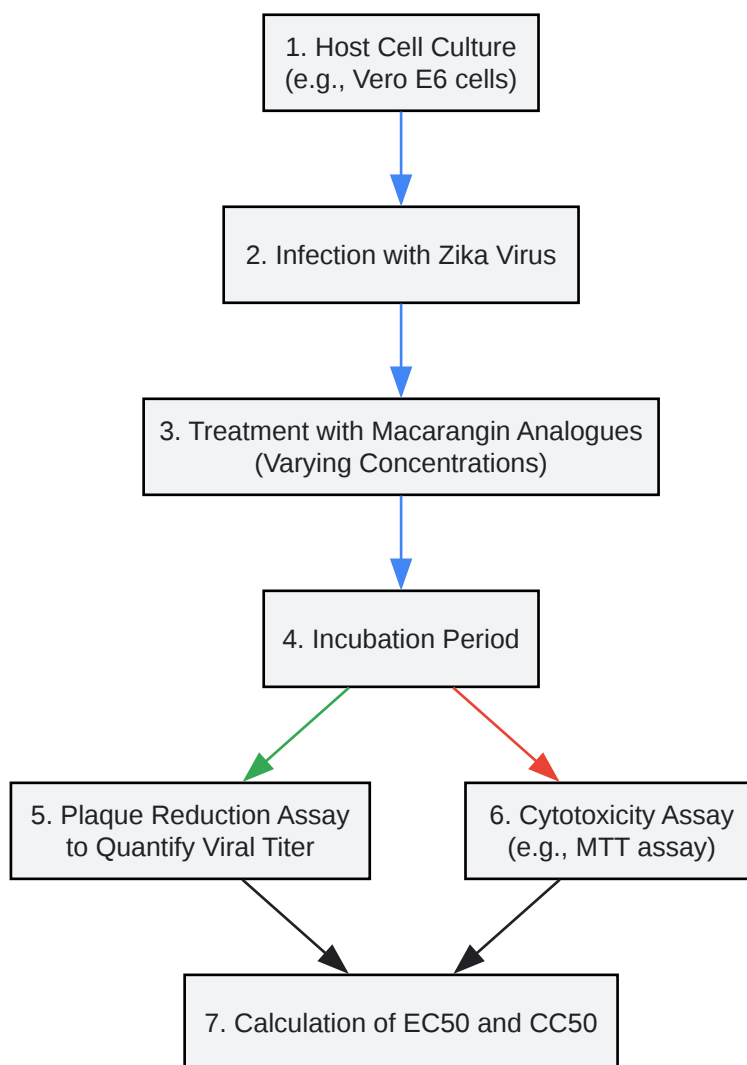 1. Host Cell Culture
(e.g., Vero E6 cells)
2. Infection with Zika Virus
3. Treatment with Macarangin Analogues
(Varying Concentrations)
4. Incubation Period
5. Plaque Reduction Assay
to Quantify Viral Titer
6. Cytotoxicity Assay
(e.g., MTT assay)
7. Calculation of EC50 and CC50